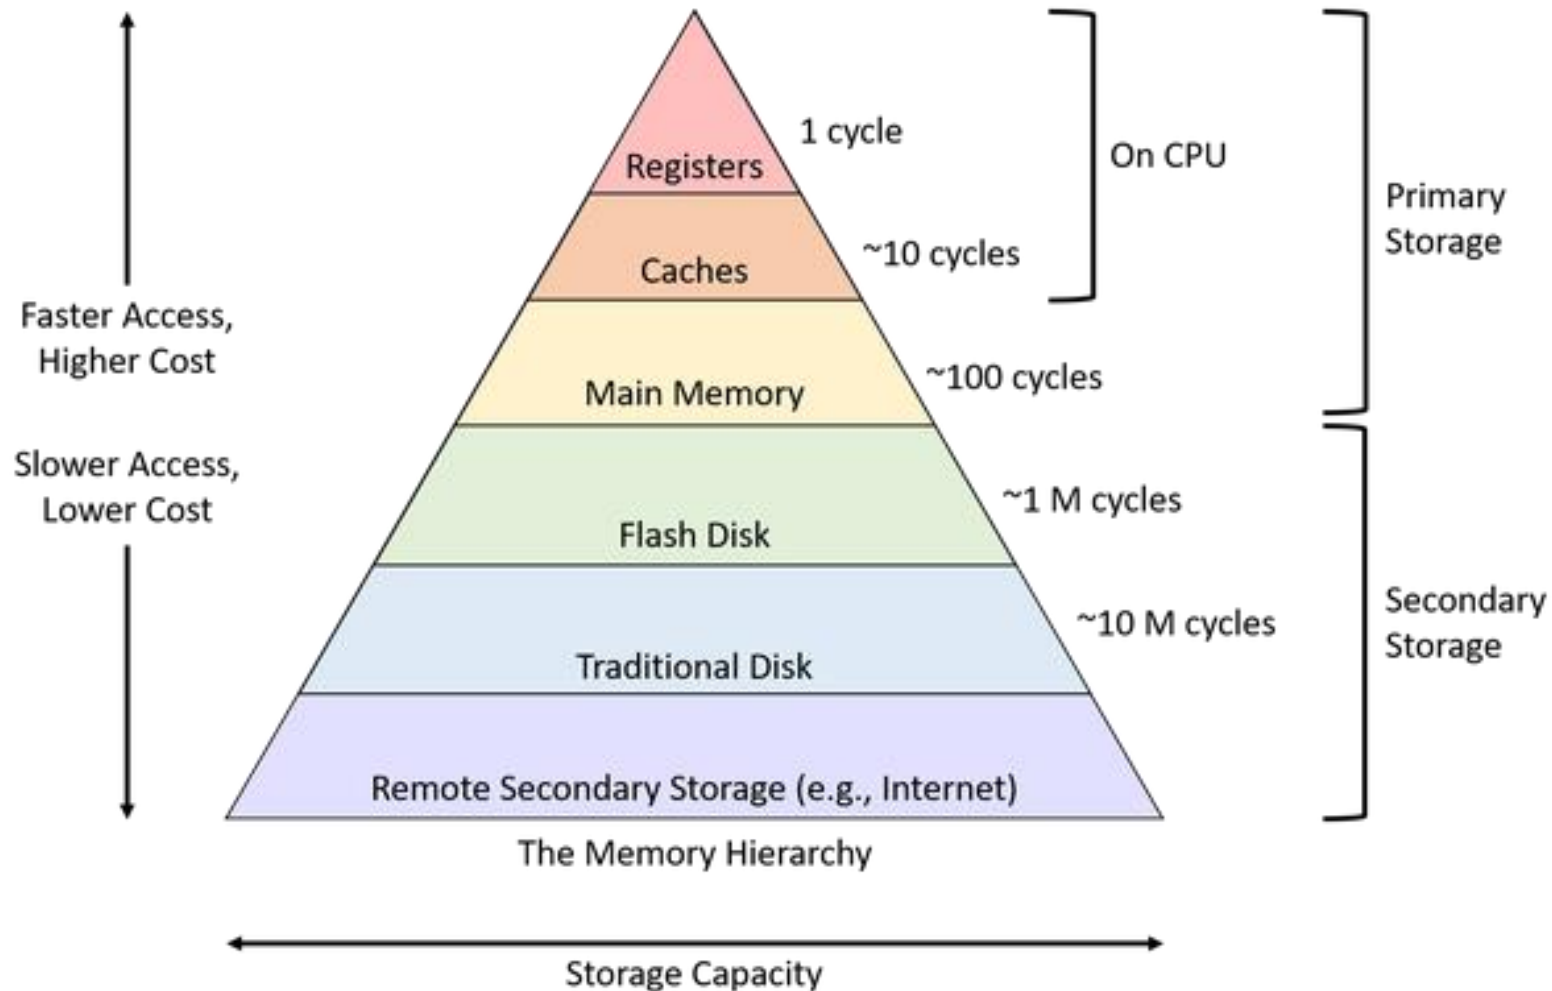 1 cycle
Registers
On CPU
Primary
Storage
~10 cycles
Caches
Faster Access,
Higher Cost
~100 cycles
Main Memory
Slower Access,
Lower Cost
~1 M cycles
Flash Disk
~10 M cycles
Secondary
Storage
Traditional Disk
Remote Secondary Storage (e.g., Internet)
The Memory Hierarchy
Storage Capacity